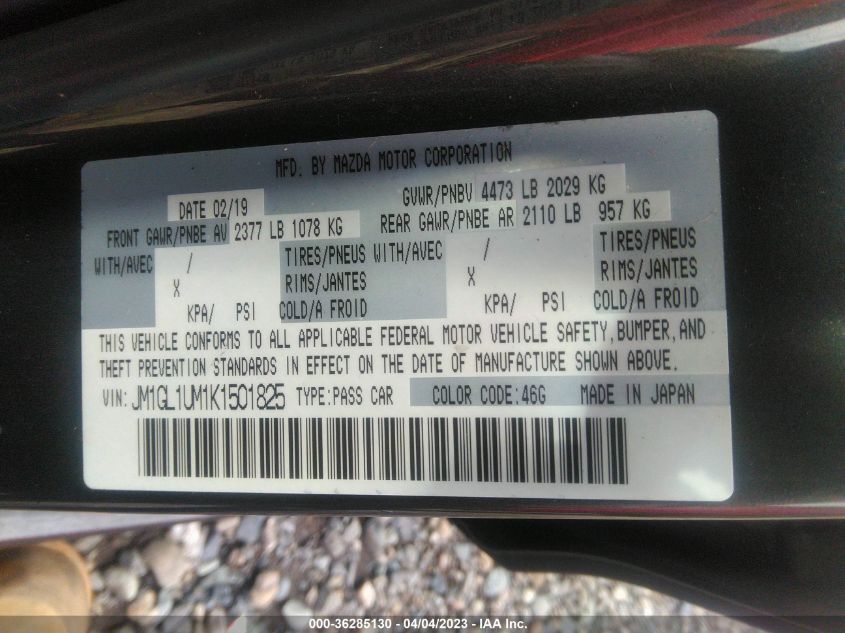 MFD. BY MAZDA MOTOR CORPORATION
DATE 02/19 GVWR/PNBV 4473 LB 2029 KG
FRONT GAWR/PNBE AV 2377 LB 1078 KG REAR GAWR/PNBE AR 2110 LB 957 KG
WITH/AVEC / TIRES/PNEUS WITH/AVEC / TIRES/PNEUS
X RIMS/JANTES X RIMS/JANTES
KPA/ PSI COLD/A FROID KPA/ PSI COLD/A FROID
THIS VEHICLE CONFORMS TO ALL APPLICABLE FEDERAL MOTOR VEHICLE SAFETY, BUMPER, AND
THEFT PREVENTION STANDARDS IN EFFECT ON THE DATE OF MANUFACTURE SHOWN ABOVE.
VIN: JM1GL1UM1K1501825 TYPE:PASS CAR COLOR CODE:46G MADE IN JAPAN
000-36285130 - 04/04/2023 - IAA Inc.